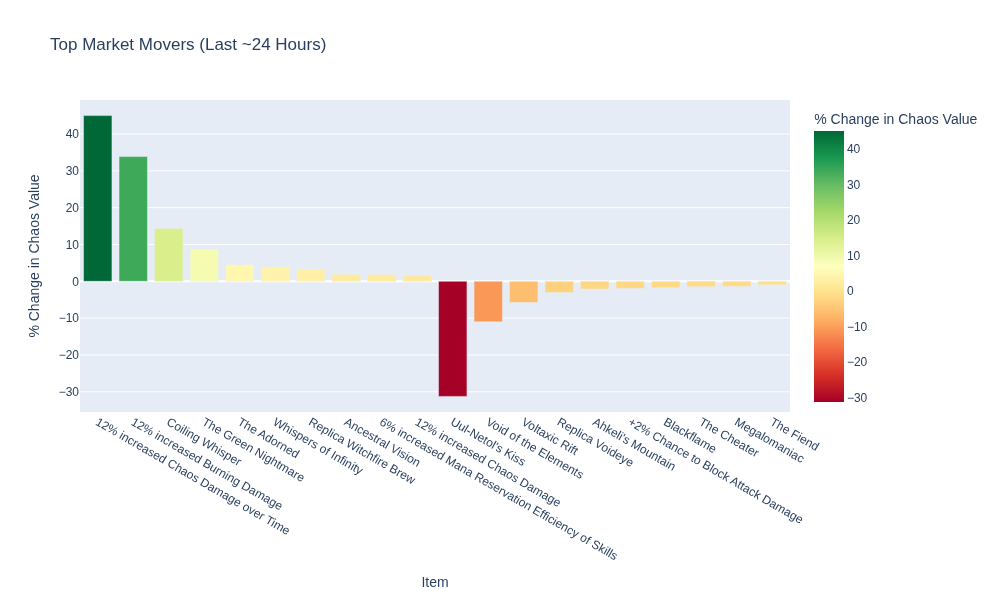 Top Market Movers (Last ~24 Hours)
% Change in Chaos Value
40
30
20
10
0
−10
−20
−30
12% increased Chaos Damage over Time
12% increased Burning Damage
Coiling Whisper
The Green Nightmare
The Adorned
Whispers of Infinity
Replica Witchfire Brew
Ancestral Vision
6% increased Mana Reservation Efficiency of Skills
12% increased Chaos Damage
Uul-Netol's Kiss
Void of the Elements
Voltaxic Rift
Replica Voideye
Ahkeli's Mountain
+2% Chance to Block Attack Damage
Blackflame
The Cheater
Megalomaniac
The Fiend
Item
% Change in Chaos Value
40
30
20
10
0
−10
−20
−30